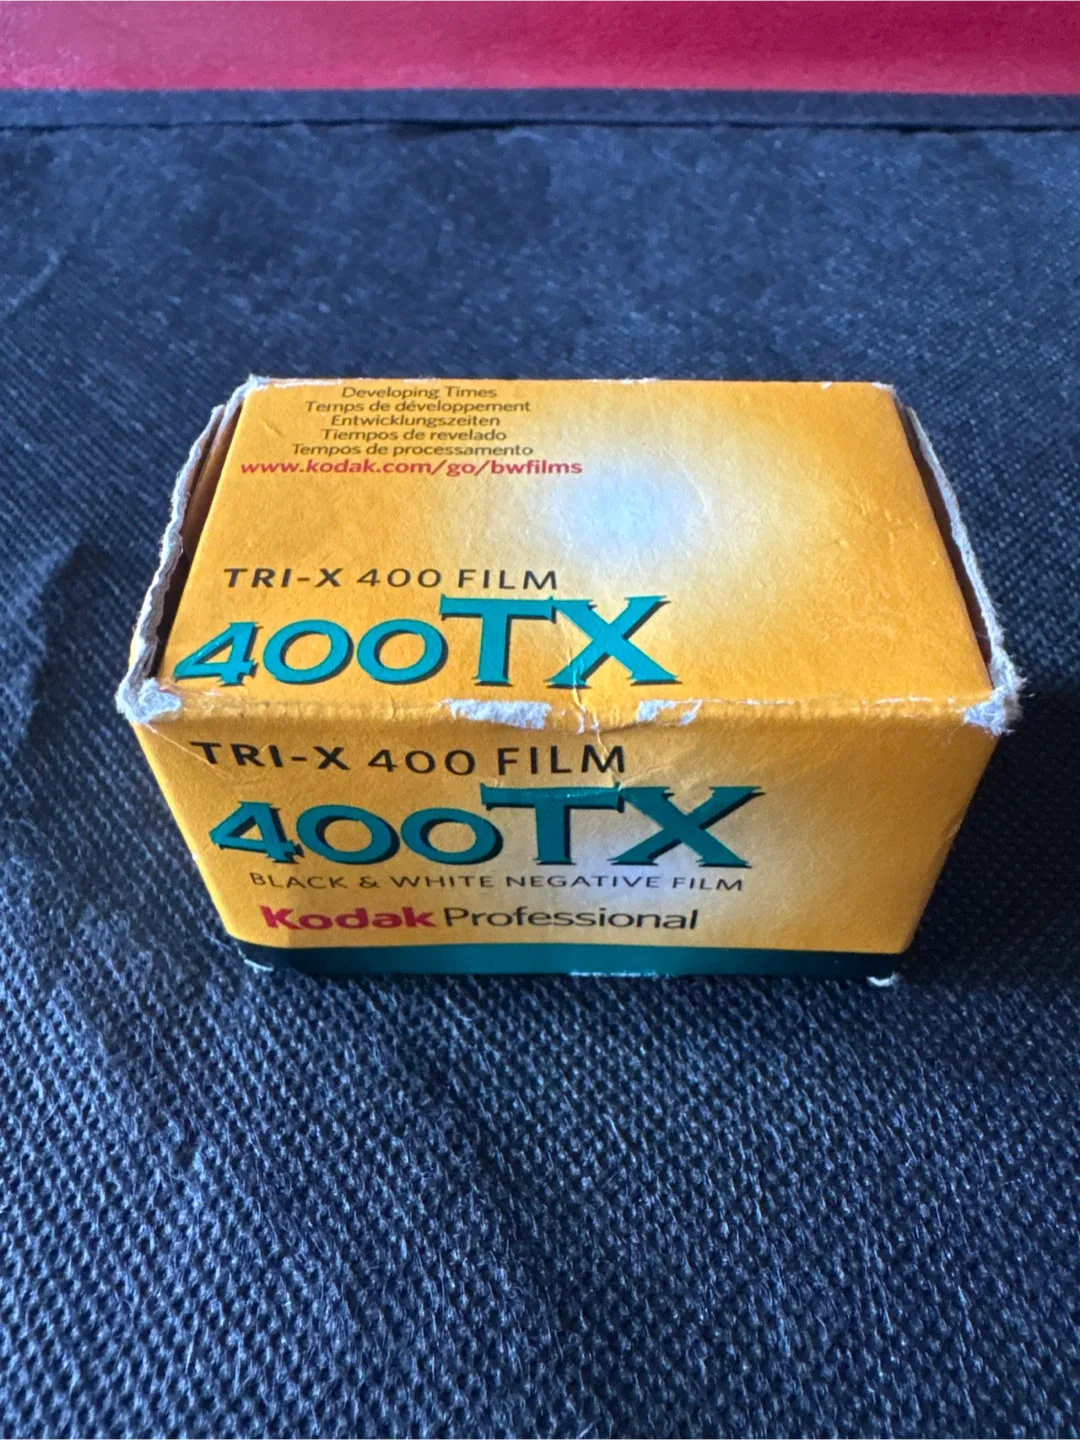 Developing Times
Temps de développement
Entwicklungszeiten
Tiempos de revelado
Tempos de processamento
www.kodak.com/go/bwfilms
TRI-X 400 FILM
400TX
TRI-X 400 FILM
400TX
BLACK & WHITE NEGATIVE FILM
Kodak Professional